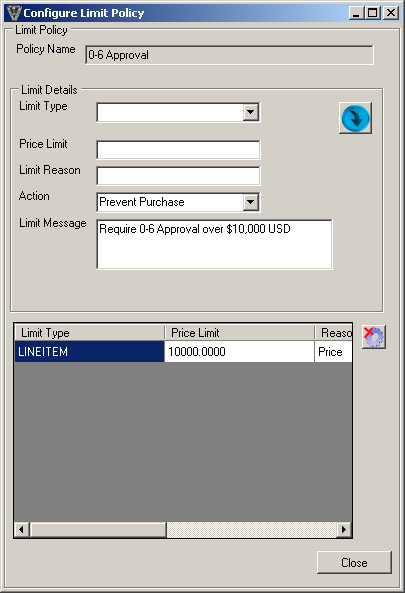 Configure Limit Policy
Limit Policy
Policy Name 0-6 Approval
Limit Details
Limit Type
Price Limit
Limit Reason
Action Prevent Purchase
Limit Message Require 0-6 Approval over $10,000 USD
Limit Type Price Limit Reaso
LINEITEM 10000.0000 Price
Close